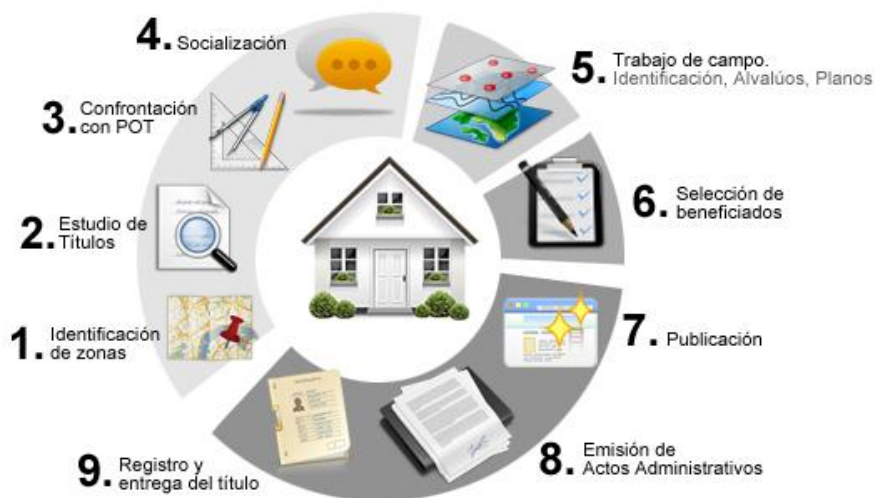 1. Identificación
de zonas
2. Estudio de
Títulos
3. Confrontación
con POT
4. Socialización
5. Trabajo de campo.
Identificación, Alvalúos, Planos
6. Selección de
beneficiados
7. Publicación
8. Emisión de
Actos Administrativos
9. Registro y
entrega del título